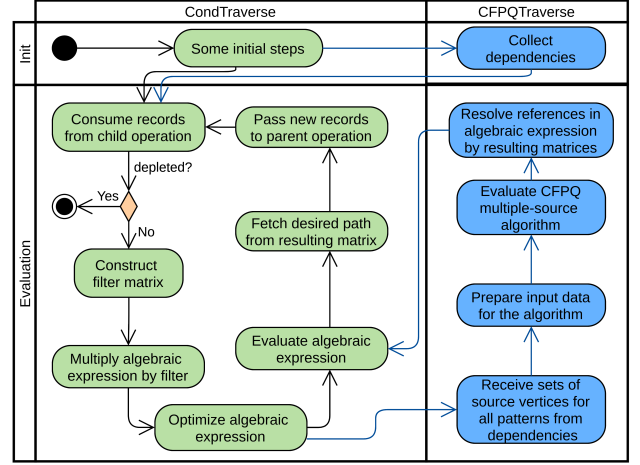 CondTraverse
CFPQTraverse
Init
Some initial steps
Collect
dependencies
Evaluation
Consume records
from child operation
Pass new records
to parent operation
Resolve references in
algebraic expression
by resulting matrices
depleted?
Yes
No
Evaluate CFPQ
multiple-source
algorithm
Fetch desired path
from resulting matrix
Construct
filter matrix
Prepare input data
for the algorithm
Evaluate algebraic
expression
Multiply algebraic
expression by filter
Optimize algebraic
expression
Receive sets of
source vertices for
all patterns from
dependencies